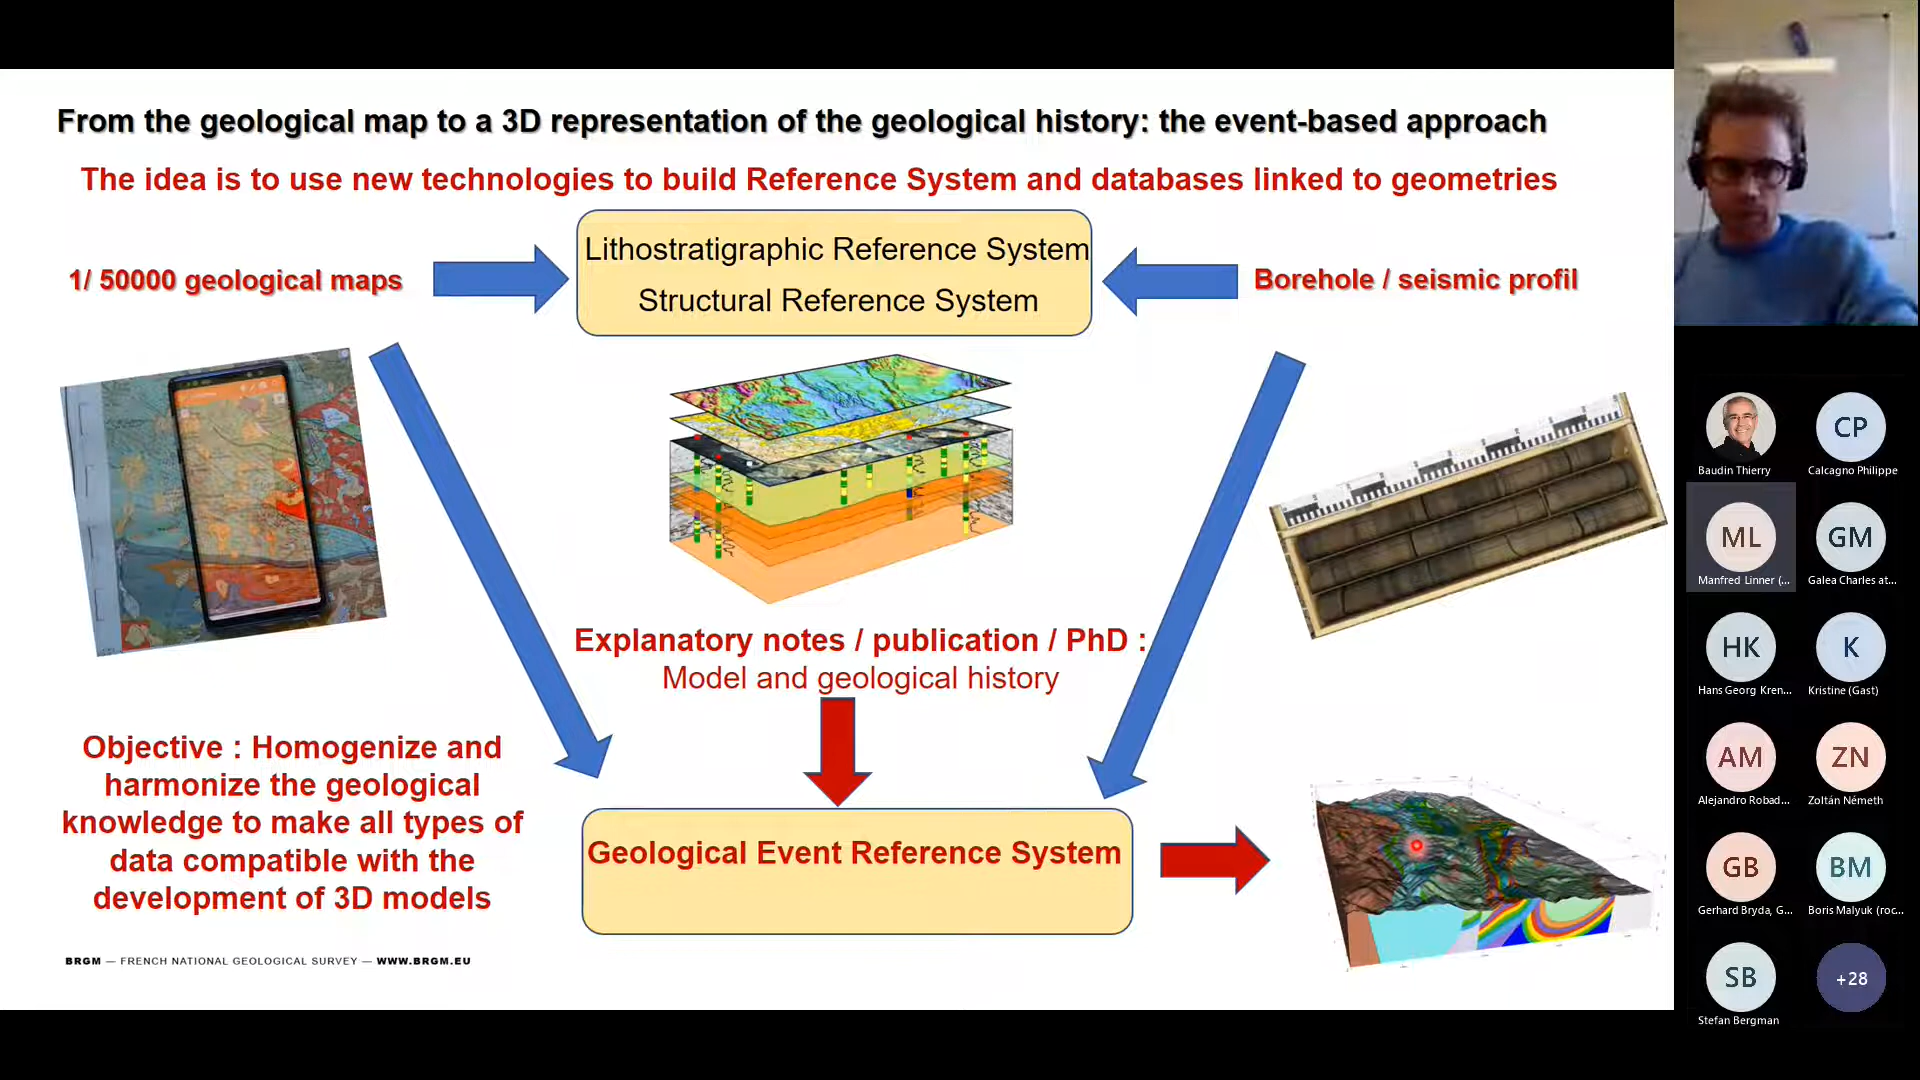 From the geological map to a 3D representation of the geological history: the event-based approach
The idea is to use new technologies to build Reference System and databases linked to geometries
Lithostratigraphic Reference System
Structural Reference System
1/ 50000 geological maps
Borehole / seismic profil
Explanatory notes / publication / PhD :
Model and geological history
Objective : Homogenize and
harmonize the geological
knowledge to make all types of
data compatible with the
development of 3D models
Geological Event Reference System
BRGM — FRENCH NATIONAL GEOLOGICAL SURVEY — WWW.BRGM.EU
Baudin Thierry
CP
Calcagno Philippe
ML
Manfred Linner (...
GM
Galea Charles at...
HK
Hans Georg Kren...
K
Kristine (Gast)
AM
Alejandro Robad...
ZN
Zoltán Németh
GB
Gerhard Bryda, G...
BM
Boris Malyuk (roc...
SB
Stefan Bergman
+28